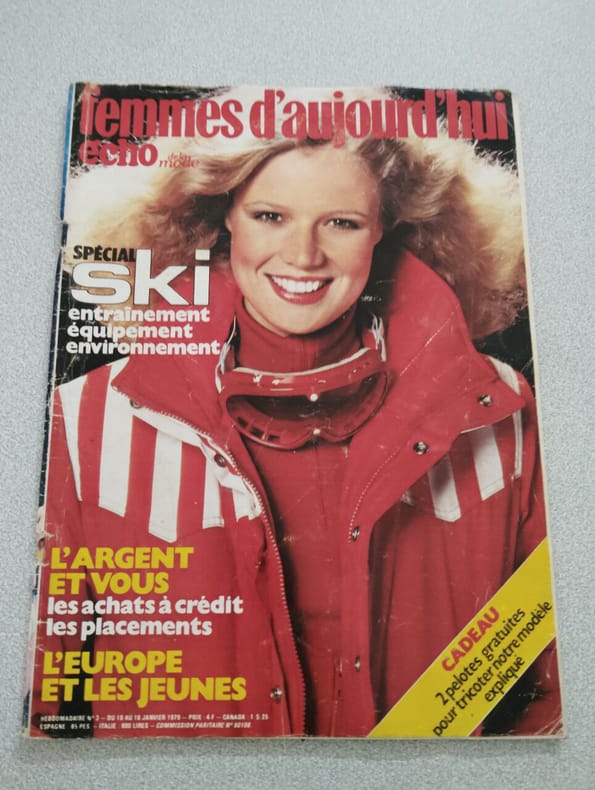 femmes d'aujourd'hui
echo de la mode
SPÉCIAL
ski
entraînement
équipement
environnement
L'ARGENT
ET VOUS
les achats à crédit
les placements
L'EUROPE
ET LES JEUNES
CADEAU
2 pelotes gratuites
pour tricoter notre modèle
expliqué
HEBDOMADAIRE N° 3 — DU 10 AU 16 JANVIER 1979 — PRIX : 4 F — CANADA : 1 $ 25
ESPAGNE 85 PES — ITALIE 900 LIRES — COMMISSION PARITAIRE N°